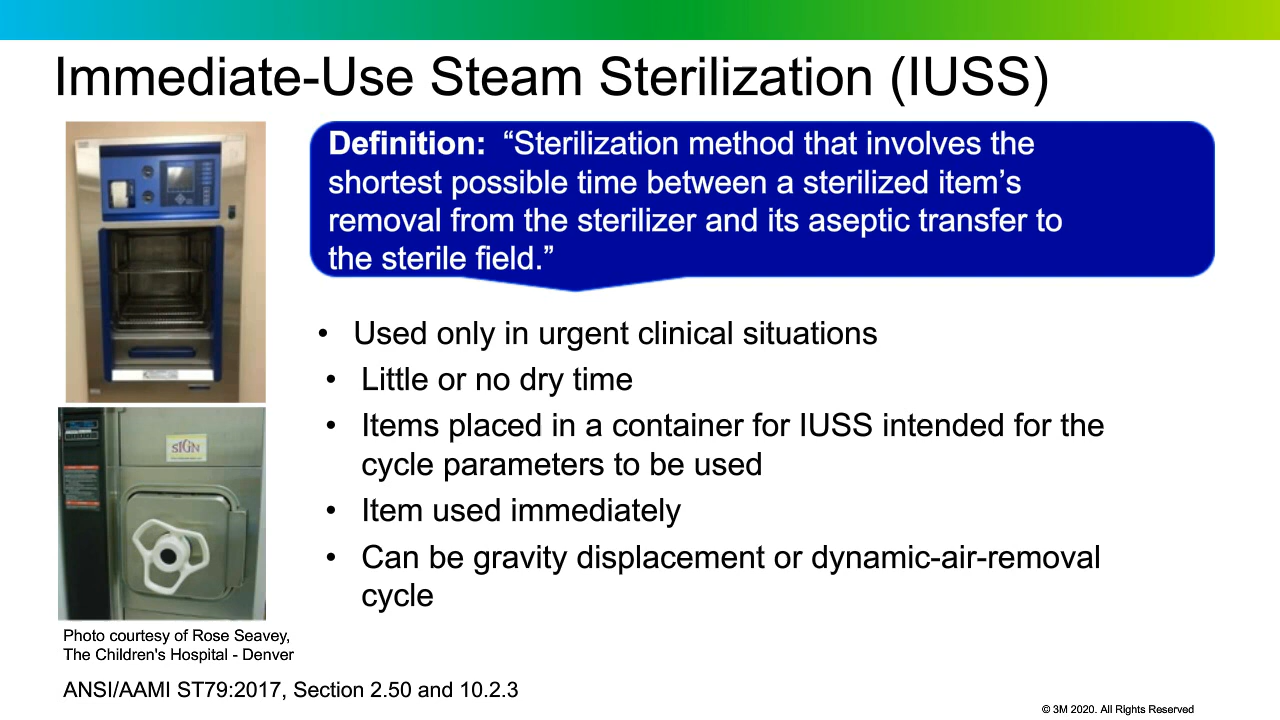 Immediate-Use Steam Sterilization (IUSS)
Definition: “Sterilization method that involves the
shortest possible time between a sterilized item’s
removal from the sterilizer and its aseptic transfer to
the sterile field.”
• Used only in urgent clinical situations
• Little or no dry time
• Items placed in a container for IUSS intended for the
cycle parameters to be used
• Item used immediately
• Can be gravity displacement or dynamic-air-removal
cycle
SIGN
Photo courtesy of Rose Seavey,
The Children's Hospital - Denver
ANSI/AAMI ST79:2017, Section 2.50 and 10.2.3
© 3M 2020. All Rights Reserved